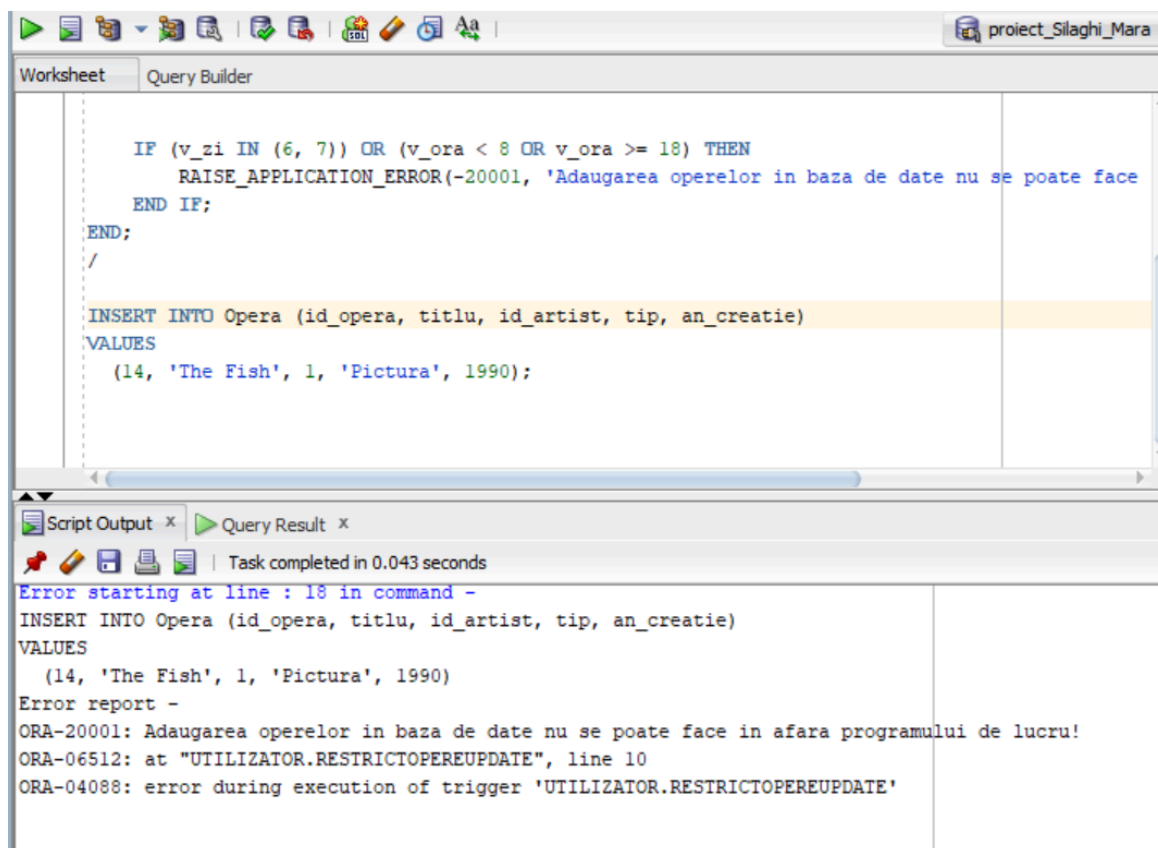 proiect_Silaghi_Mara
Worksheet Query Builder
IF (v_zi IN (6, 7)) OR (v_ora < 8 OR v_ora >= 18) THEN
RAISE_APPLICATION_ERROR(-20001, 'Adaugarea operelor in baza de date nu se poate face
END IF;
END;
/
INSERT INTO Opera (id_opera, titlu, id_artist, tip, an_creatie)
VALUES
(14, 'The Fish', 1, 'Pictura', 1990);
Script Output x Query Result x
Task completed in 0.043 seconds
Error starting at line : 18 in command -
INSERT INTO Opera (id_opera, titlu, id_artist, tip, an_creatie)
VALUES
(14, 'The Fish', 1, 'Pictura', 1990)
Error report -
ORA-20001: Adaugarea operelor in baza de date nu se poate face in afara programului de lucru!
ORA-06512: at "UTILIZATOR.RESTRICTOPEREUPDATE", line 10
ORA-04088: error during execution of trigger 'UTILIZATOR.RESTRICTOPEREUPDATE'